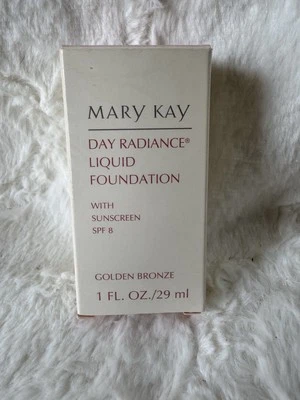 MARY KAY
DAY RADIANCE®
LIQUID
FOUNDATION
WITH
SUNSCREEN
SPF 8
GOLDEN BRONZE
1 FL. OZ./29 ml